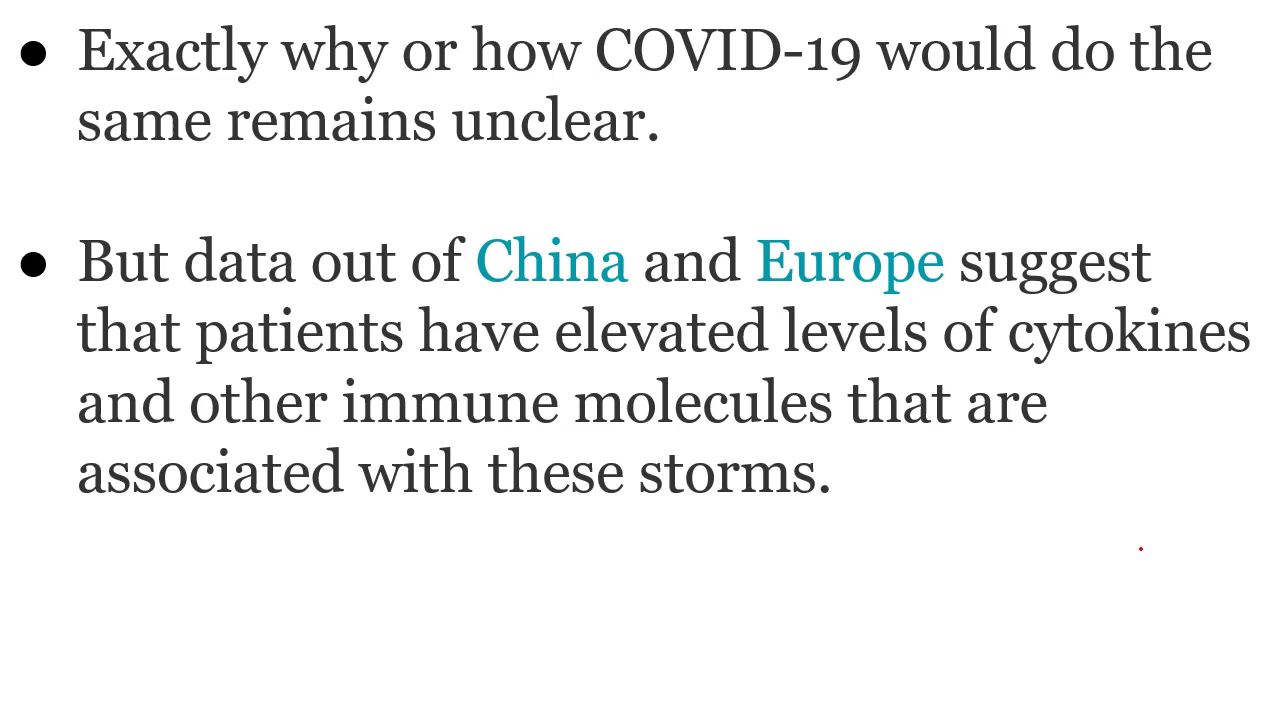 ● Exactly why or how COVID-19 would do the
same remains unclear.
● But data out of China and Europe suggest
that patients have elevated levels of cytokines
and other immune molecules that are
associated with these storms.